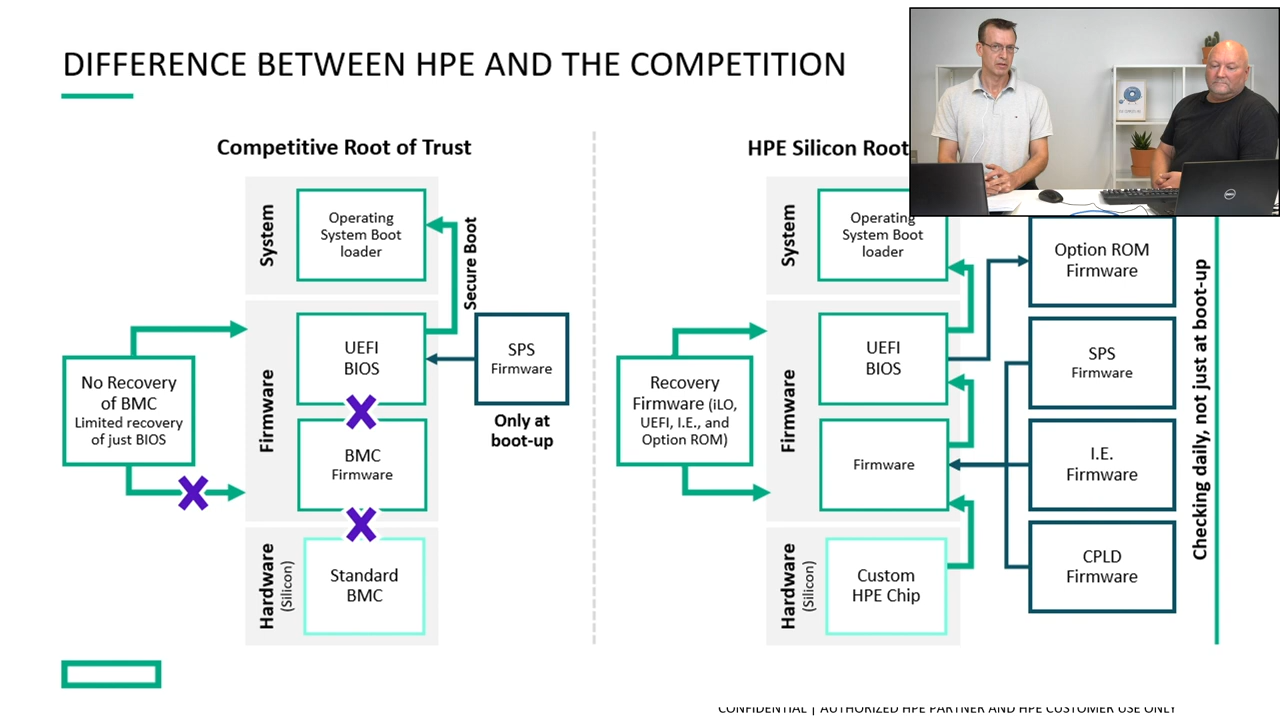 DIFFERENCE BETWEEN HPE AND THE COMPETITION
Competitive Root of Trust
System
Operating
System Boot
loader
Secure Boot
Firmware
UEFI
BIOS
SPS
Firmware
Only at
boot-up
No Recovery
of BMC
Limited recovery
of just BIOS
BMC
Firmware
Hardware
(Silicon)
Standard
BMC
HPE Silicon Root
System
Operating
System Boot
loader
Firmware
UEFI
BIOS
Recovery
Firmware (iLO,
UEFI, I.E., and
Option ROM)
Firmware
Hardware
(Silicon)
Custom
HPE Chip
Option ROM
Firmware
SPS
Firmware
I.E.
Firmware
CPLD
Firmware
Checking daily, not just at boot-up
CONFIDENTIAL | AUTHORIZED HPE PARTNER AND HPE CUSTOMER USE ONLY